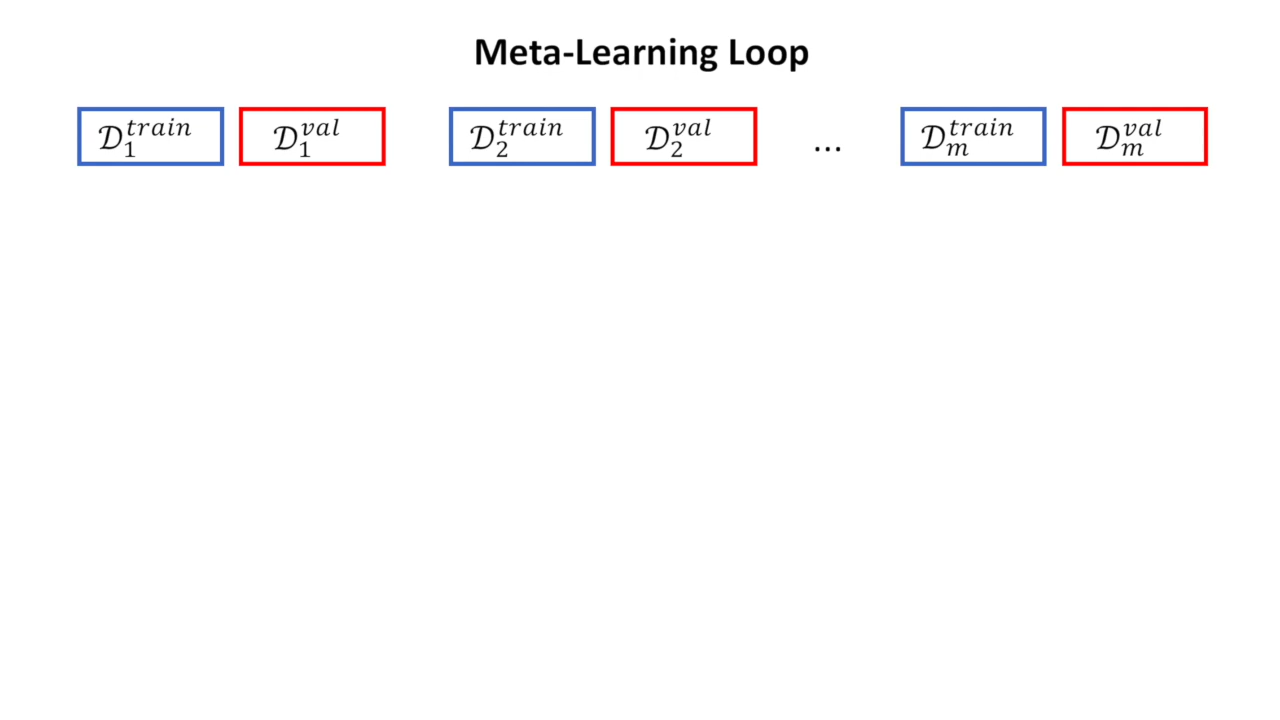 Meta-Learning Loop
𝒟₁^{train} 𝒟₁^{val} 𝒟₂^{train} 𝒟₂^{val} ... 𝒟ₘ^{train} 𝒟ₘ^{val}